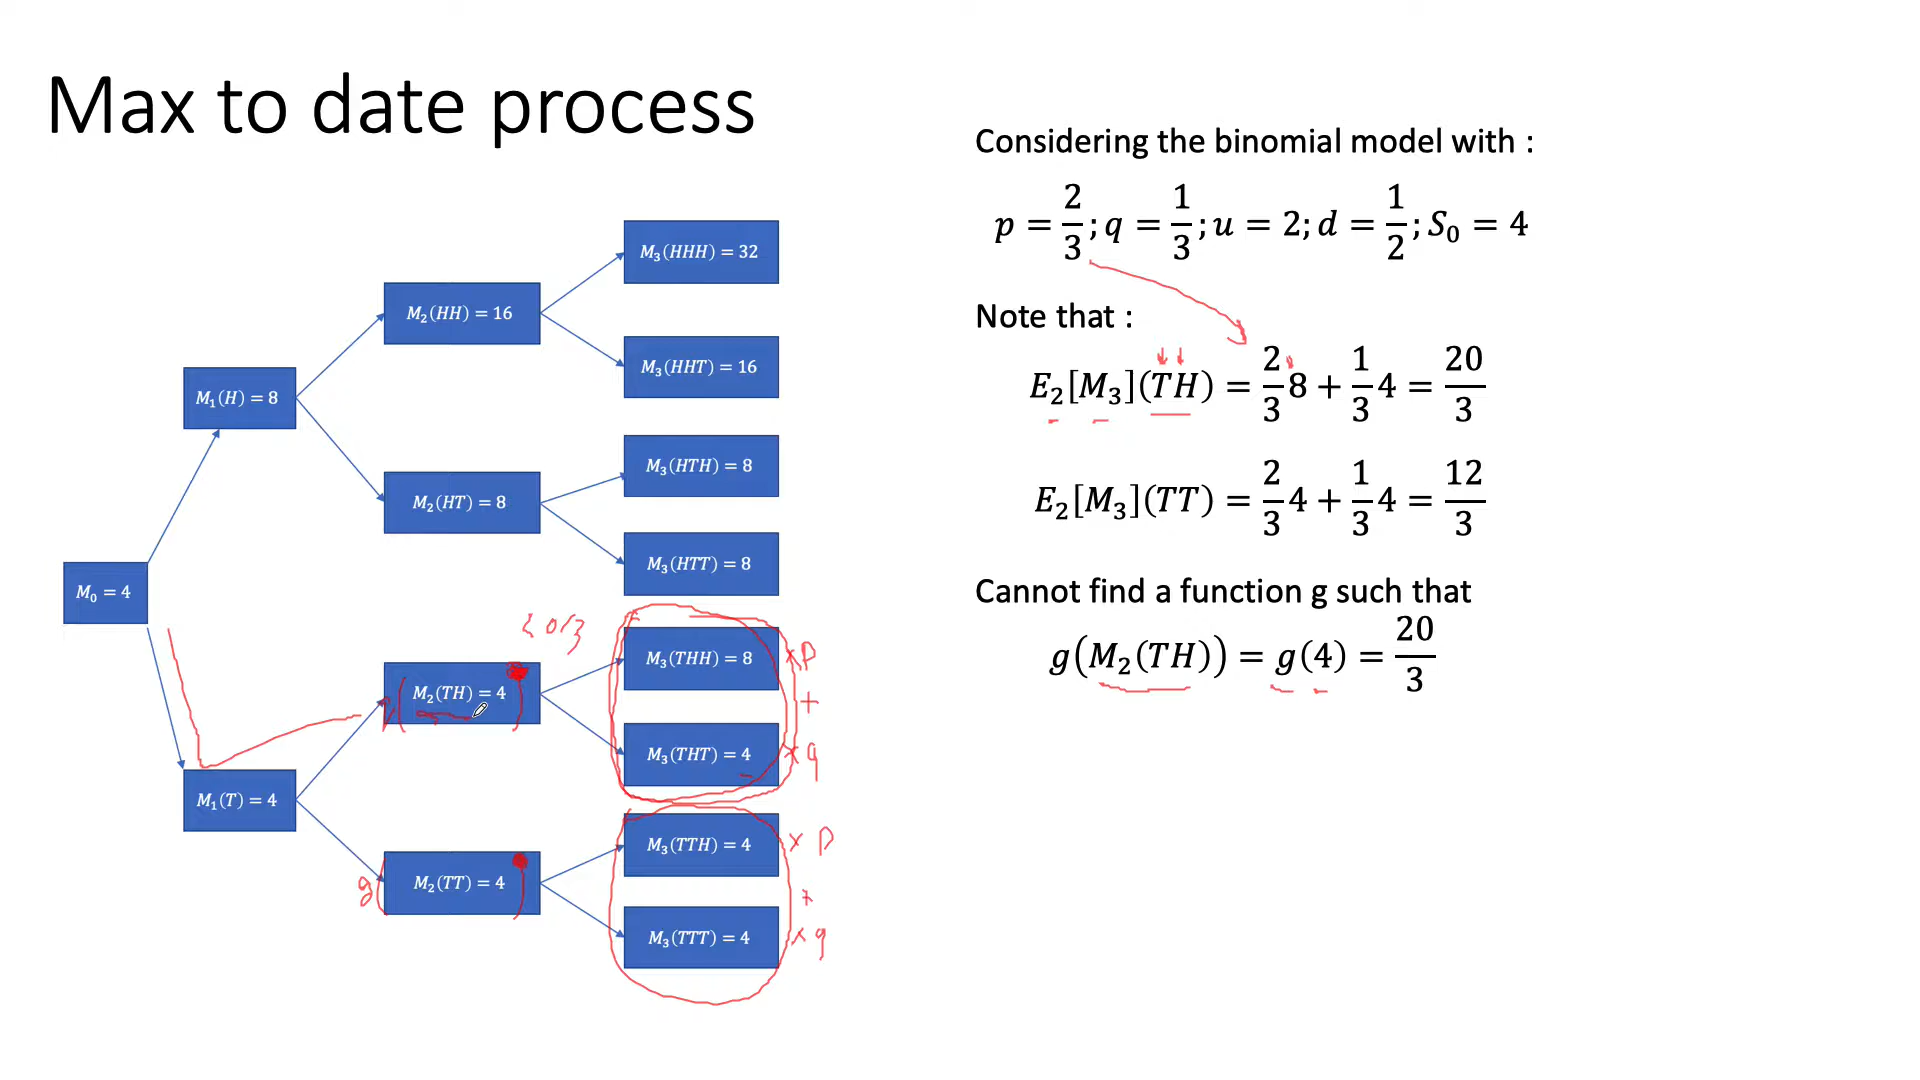 Max to date process
Considering the binomial model with :
p = 2/3 ; q = 1/3 ; u = 2; d = 1/2 ; S₀ = 4
Note that :
E₂[M₃](TH) = 2/3 8 + 1/3 4 = 20/3
E₂[M₃](TT) = 2/3 4 + 1/3 4 = 12/3
Cannot find a function g such that
g(M₂(TH)) = g(4) = 20/3
M₀ = 4
M₁(H) = 8
M₁(T) = 4
M₂(HH) = 16
M₂(HT) = 8
M₂(TH) = 4
g(
M₂(TT) = 4
)
M₃(HHH) = 32
M₃(HHT) = 16
M₃(HTH) = 8
M₃(HTT) = 8
M₃(THH) = 8
×p
+
M₃(THT) = 4
×q
M₃(TTH) = 4
× p
+
M₃(TTT) = 4
×q